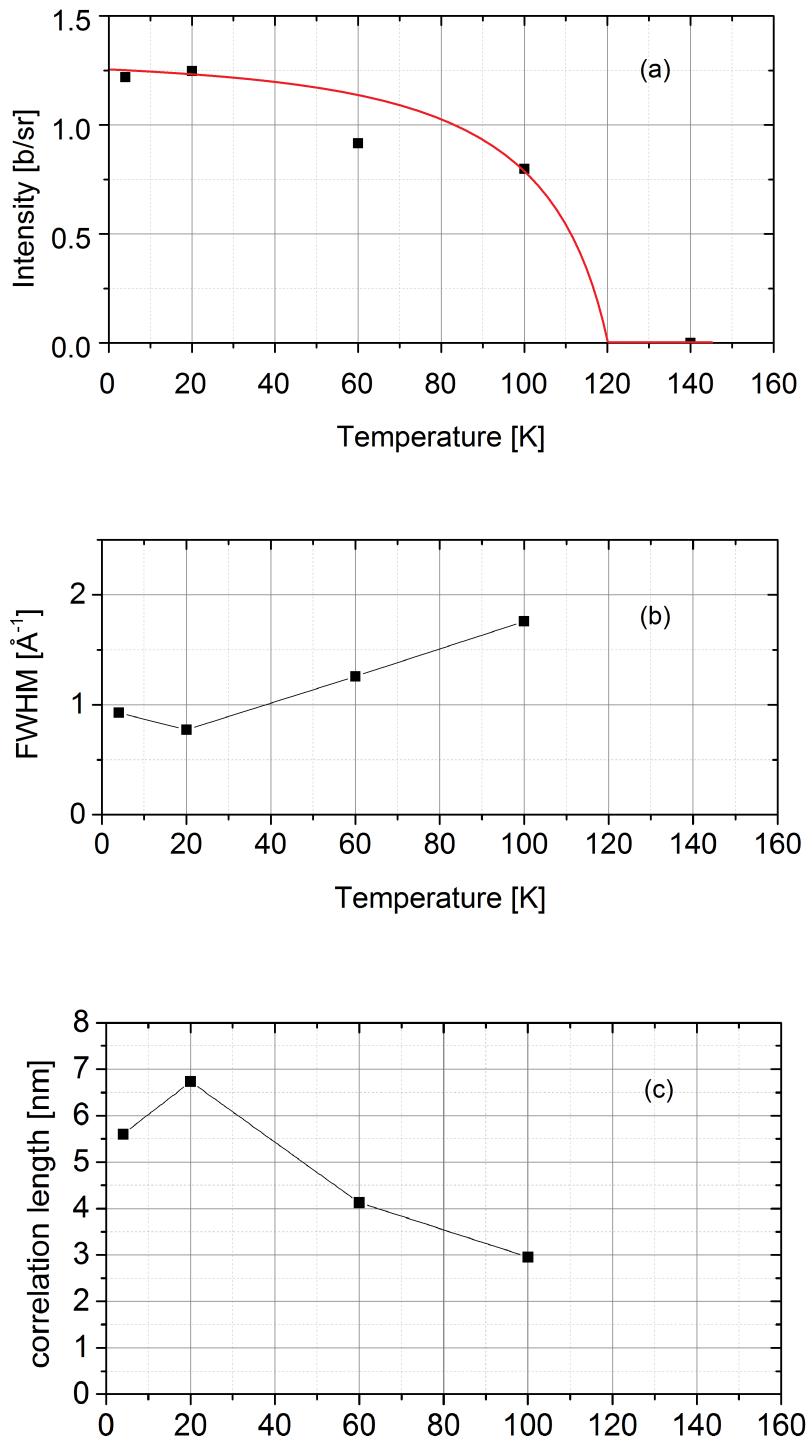 1.5
(a)
1.0
Intensity [b/sr]
0.5
0.0
0 20 40 60 80 100 120 140 160
Temperature [K]
2
(b)
FWHM [Å-1]
1
0
0 20 40 60 80 100 120 140 160
Temperature [K]
8
7
(c)
6
5
correlation length [nm]
4
3
2
1
0
0 20 40 60 80 100 120 140 160